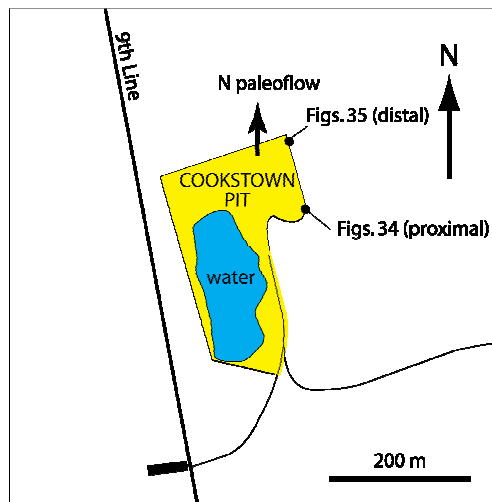 9th Line
N
N paleoflow
Figs. 35 (distal)
COOKSTOWN
PIT
Figs. 34 (proximal)
water
200 m